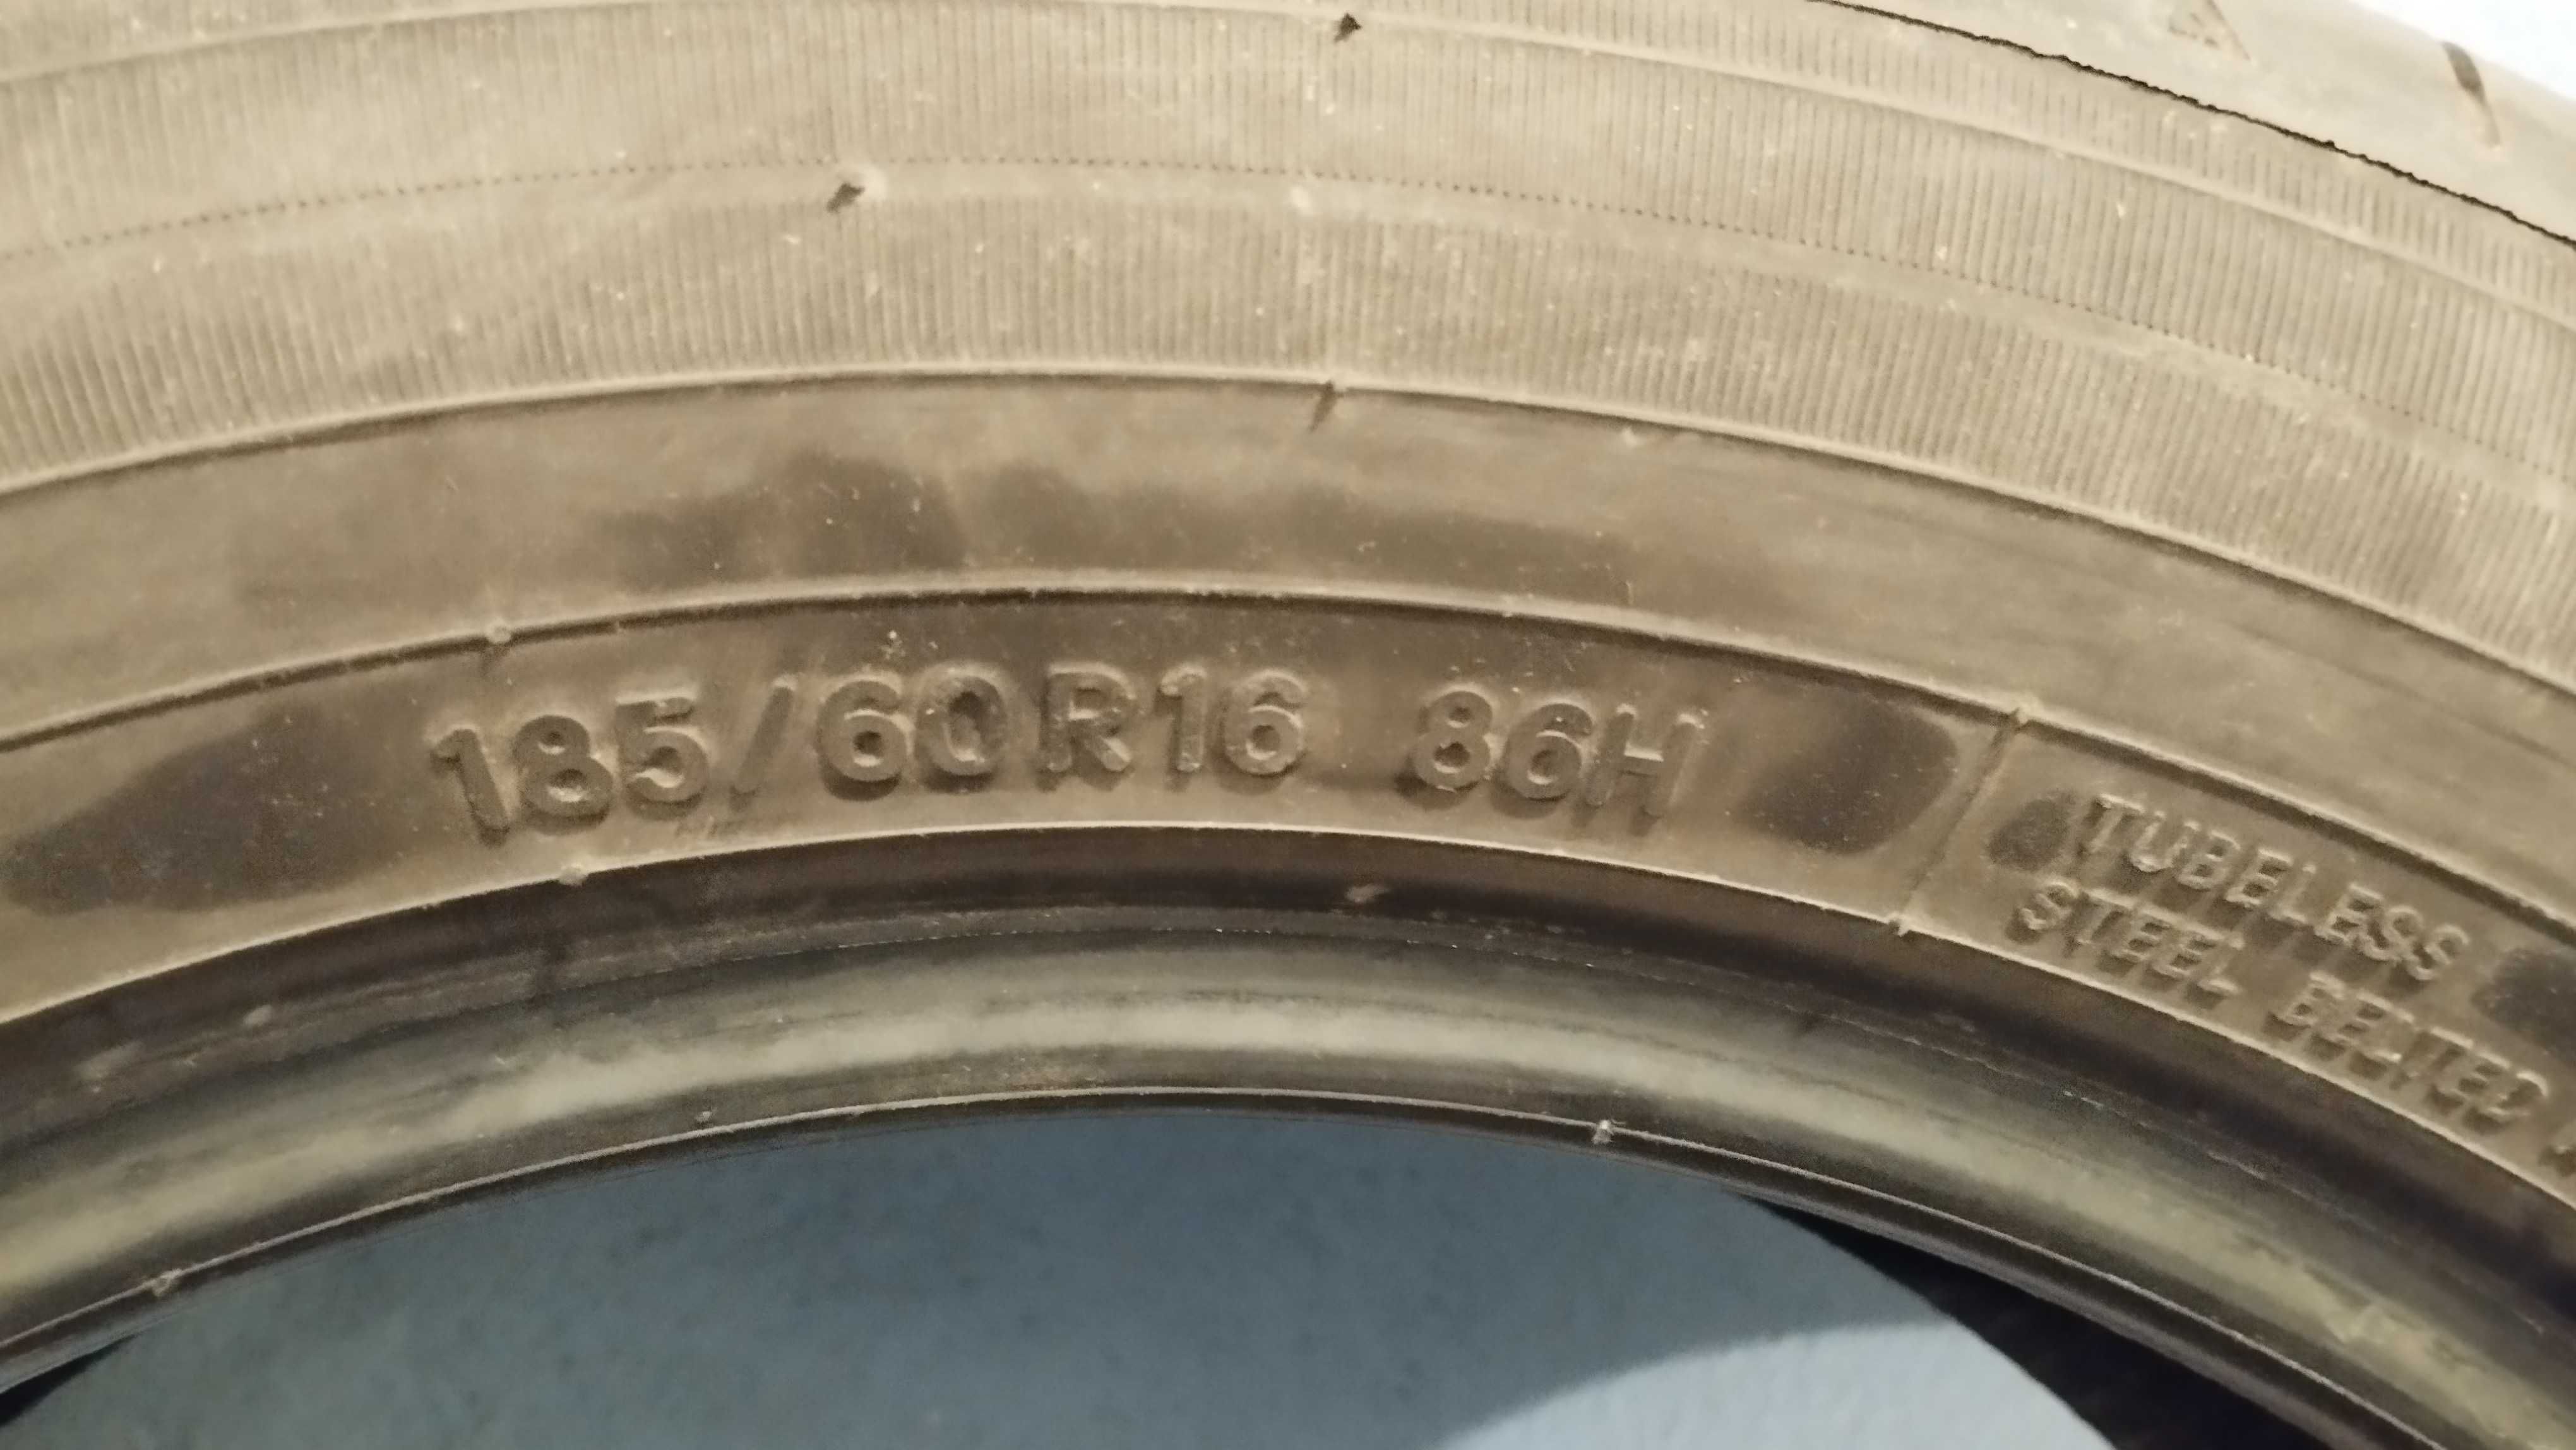 185/60R16 86H
TUBELESS
STEEL BELTED